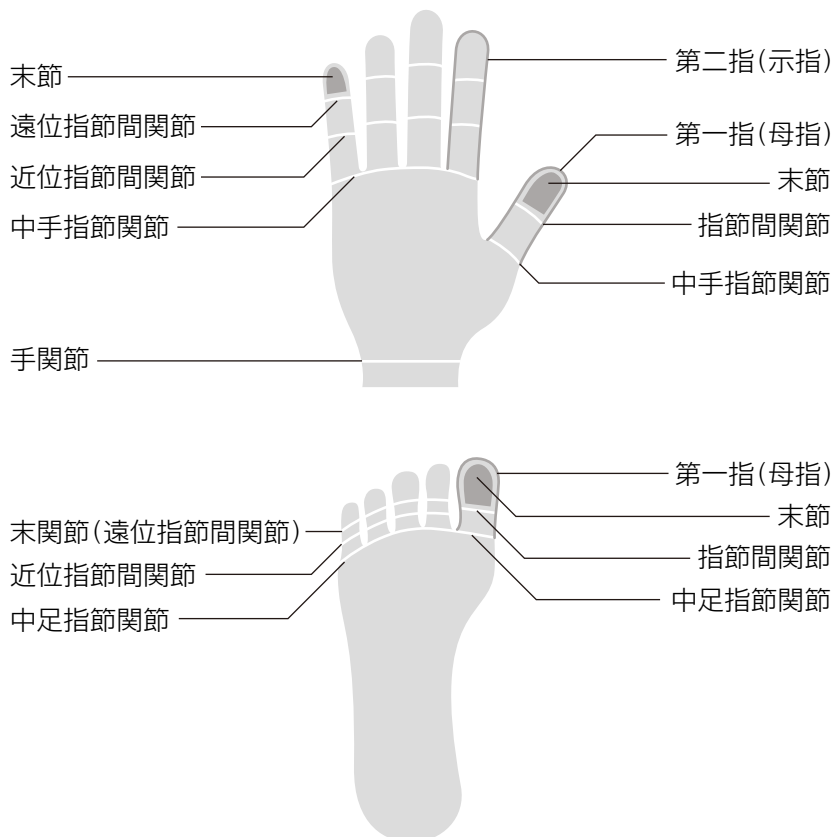 末節
遠位指節間関節
近位指節間関節
中手指節関節
手関節
第二指(示指)
第一指(母指)
末節
指節間関節
中手指節関節
末関節(遠位指節間関節)
近位指節間関節
中足指節関節
第一指(母指)
末節
指節間関節
中足指節関節